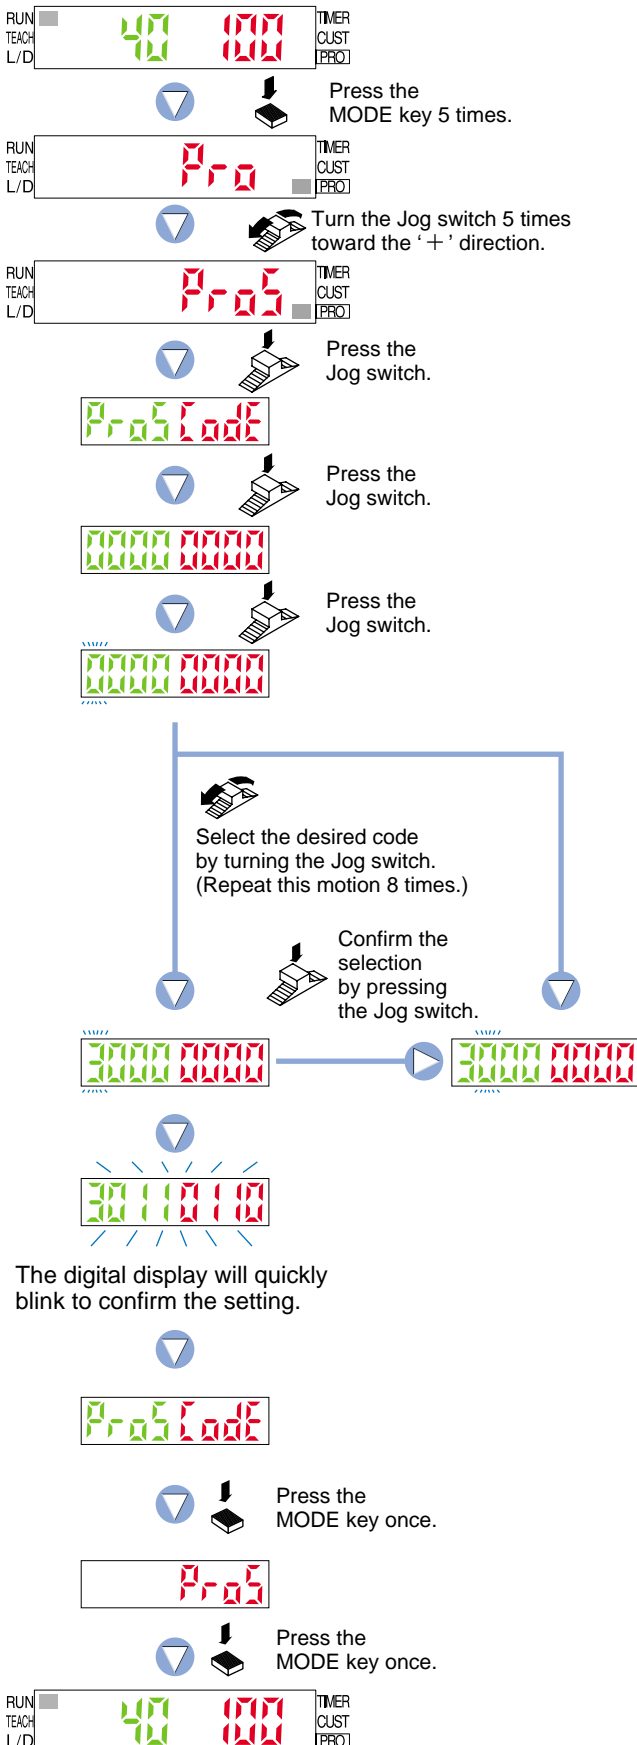 RUN 40 100 TIMER
TEACH CUST
L/D PRO
Press the
MODE key 5 times.
RUN Pro TIMER
TEACH CUST
L/D PRO
Turn the Jog switch 5 times
toward the ‘＋’ direction.
RUN Pro5 TIMER
TEACH CUST
L/D PRO
Press the
Jog switch.
Pro5 CodE
Press the
Jog switch.
0000 0000
Press the
Jog switch.
0000 0000
Select the desired code
by turning the Jog switch.
(Repeat this motion 8 times.)
Confirm the
selection
by pressing
the Jog switch.
3000 0000
3000 0000
3011 0110
The digital display will quickly
blink to confirm the setting.
Pro5 CodE
Press the
MODE key once.
Pro5
Press the
MODE key once.
RUN 40 100 TIMER
TEACH CUST
L/D PRO